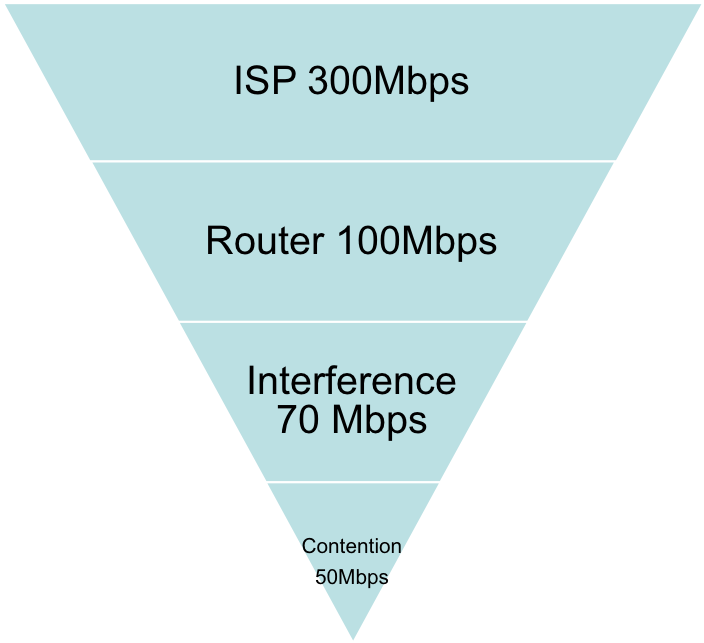 ISP 300Mbps
Router 100Mbps
Interference
70 Mbps
Contention
50Mbps